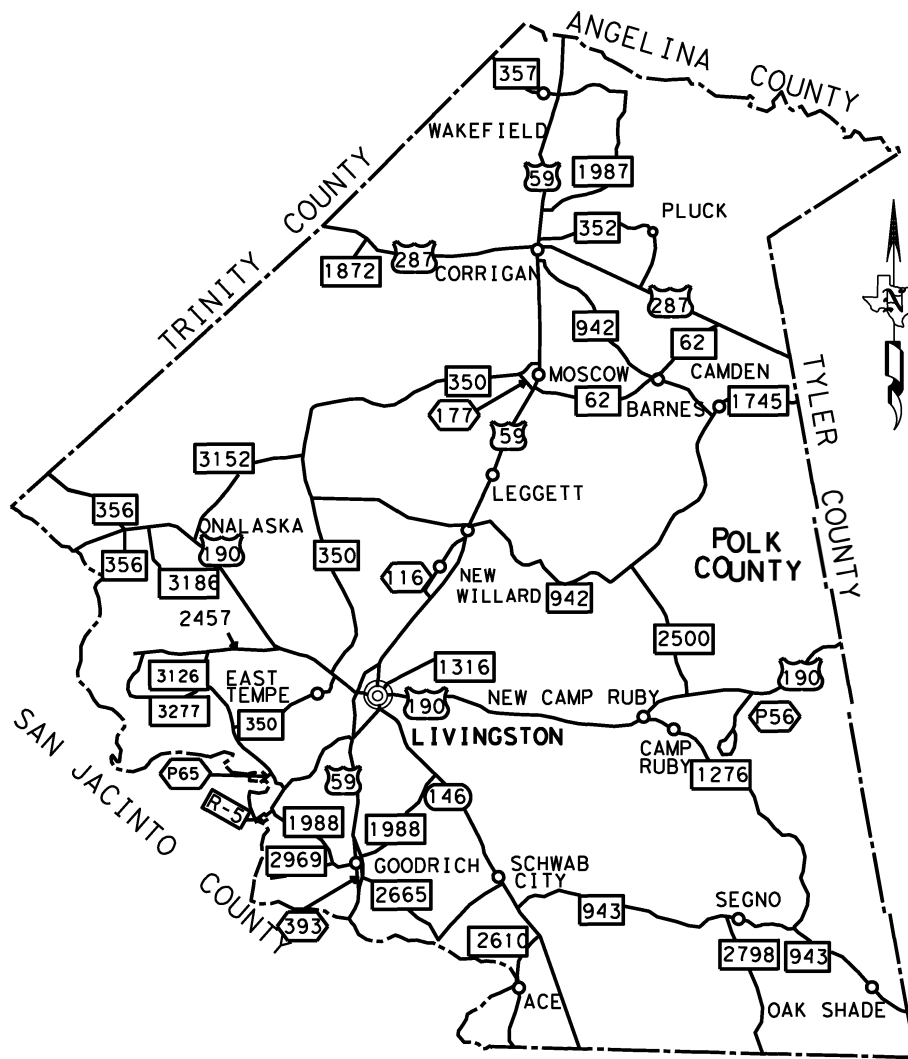 ANGELINA COUNTY
357
WAKEFIELD
TRINITY COUNTY
59
1987
PLUCK
352
1872
287
CORRIGAN
287
N
942
62
350
MOSCOW
CAMDEN
177
62
BARNES
1745
TYLER COUNTY
59
3152
LEGGETT
356
ONALASKA
190
356
350
POLK
COUNTY
3186
116
NEW
WILLARD
942
2457
2500
3126
EAST
TEMPE
1316
190
3277
350
190
NEW CAMP RUBY
P56
LIVINGSTON
CAMP
RUBY
SAN JACINTO COUNTY
P65
59
1276
R-5
146
1988
1988
2969
GOODRICH
SCHWAB
CITY
2665
SEGNO
393
943
2610
2798
943
ACE
OAK SHADE